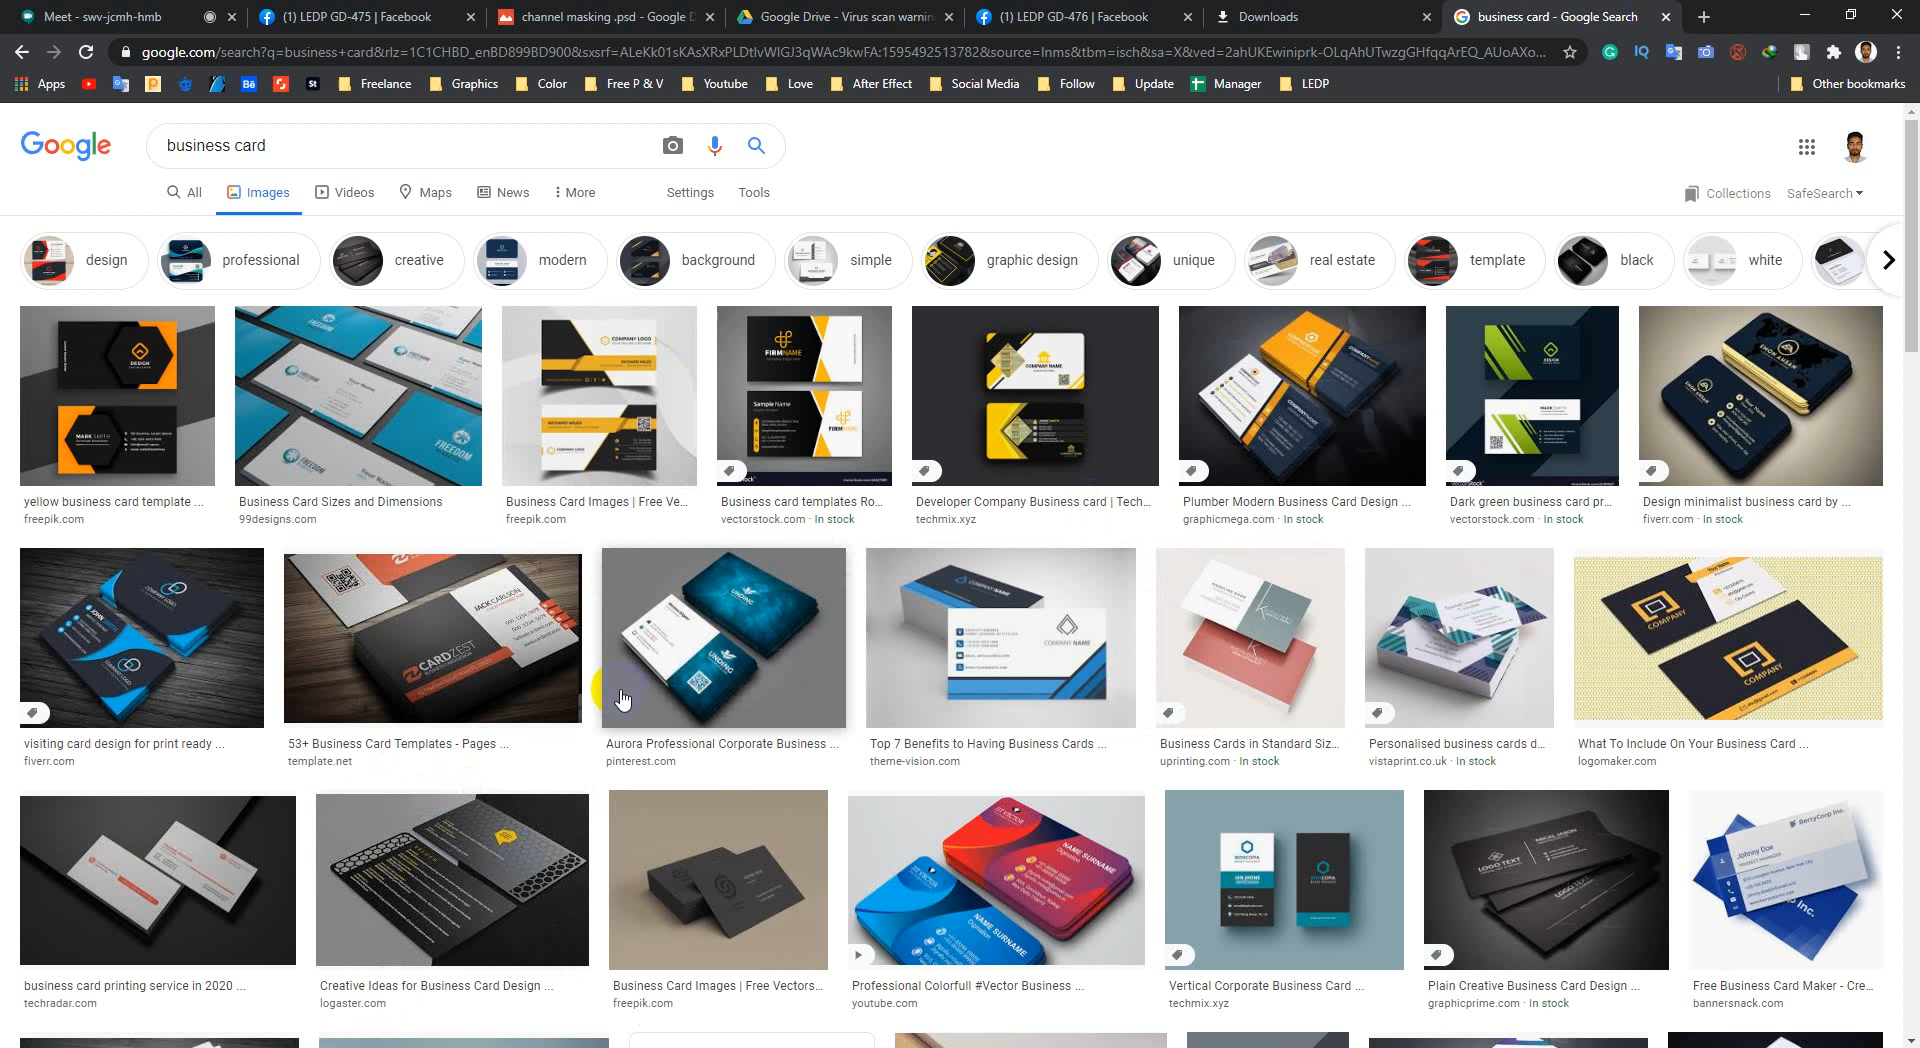 Meet - swv-jcmh-hmb
(1) LEDP GD-475 | Facebook
channel masking .psd - Google D
Google Drive - Virus scan warnin
(1) LEDP GD-476 | Facebook
Downloads
business card - Google Search
google.com/search?q=business+card&rlz=1C1CHBD_enBD899BD900&sxsrf=ALeKk01sKAsXRxPLDtlvWlGJ3qWAc9kwFA:1595492513782&source=lnms&tbm=isch&sa=X&ved=2ahUKEwiniprk-OLqAhUTwzgGHfqqArEQ_AUoAXo...
Apps
Freelance
Graphics
Color
Free P & V
Youtube
Love
After Effect
Social Media
Follow
Update
Manager
LEDP
Other bookmarks
Google
business card
All
Images
Videos
Maps
News
More
Settings
Tools
Collections
SafeSearch
design
professional
creative
modern
background
simple
graphic design
unique
real estate
template
black
white
yellow business card template ...
freepik.com
Business Card Sizes and Dimensions
99designs.com
Business Card Images | Free Ve...
freepik.com
Business card templates Ro...
vectorstock.com · In stock
Developer Company Business card | Tech...
techmix.xyz
Plumber Modern Business Card Design ...
graphicmega.com · In stock
Dark green business card pr...
vectorstock.com · In stock
Design minimalist business card by ...
fiverr.com · In stock
visiting card design for print ready ...
fiverr.com
53+ Business Card Templates - Pages ...
template.net
Aurora Professional Corporate Business ...
pinterest.com
Top 7 Benefits to Having Business Cards ...
theme-vision.com
Business Cards in Standard Siz...
uprinting.com · In stock
Personalised business cards d...
vistaprint.co.uk · In stock
What To Include On Your Business Card ...
logomaker.com
business card printing service in 2020 ...
techradar.com
Creative Ideas for Business Card Design ...
logaster.com
Business Card Images | Free Vectors...
freepik.com
Professional Colorfull #Vector Business ...
youtube.com
Vertical Corporate Business Card ...
techmix.xyz
Plain Creative Business Card Design ...
graphicprime.com · In stock
Free Business Card Maker - Cre...
bannersnack.com